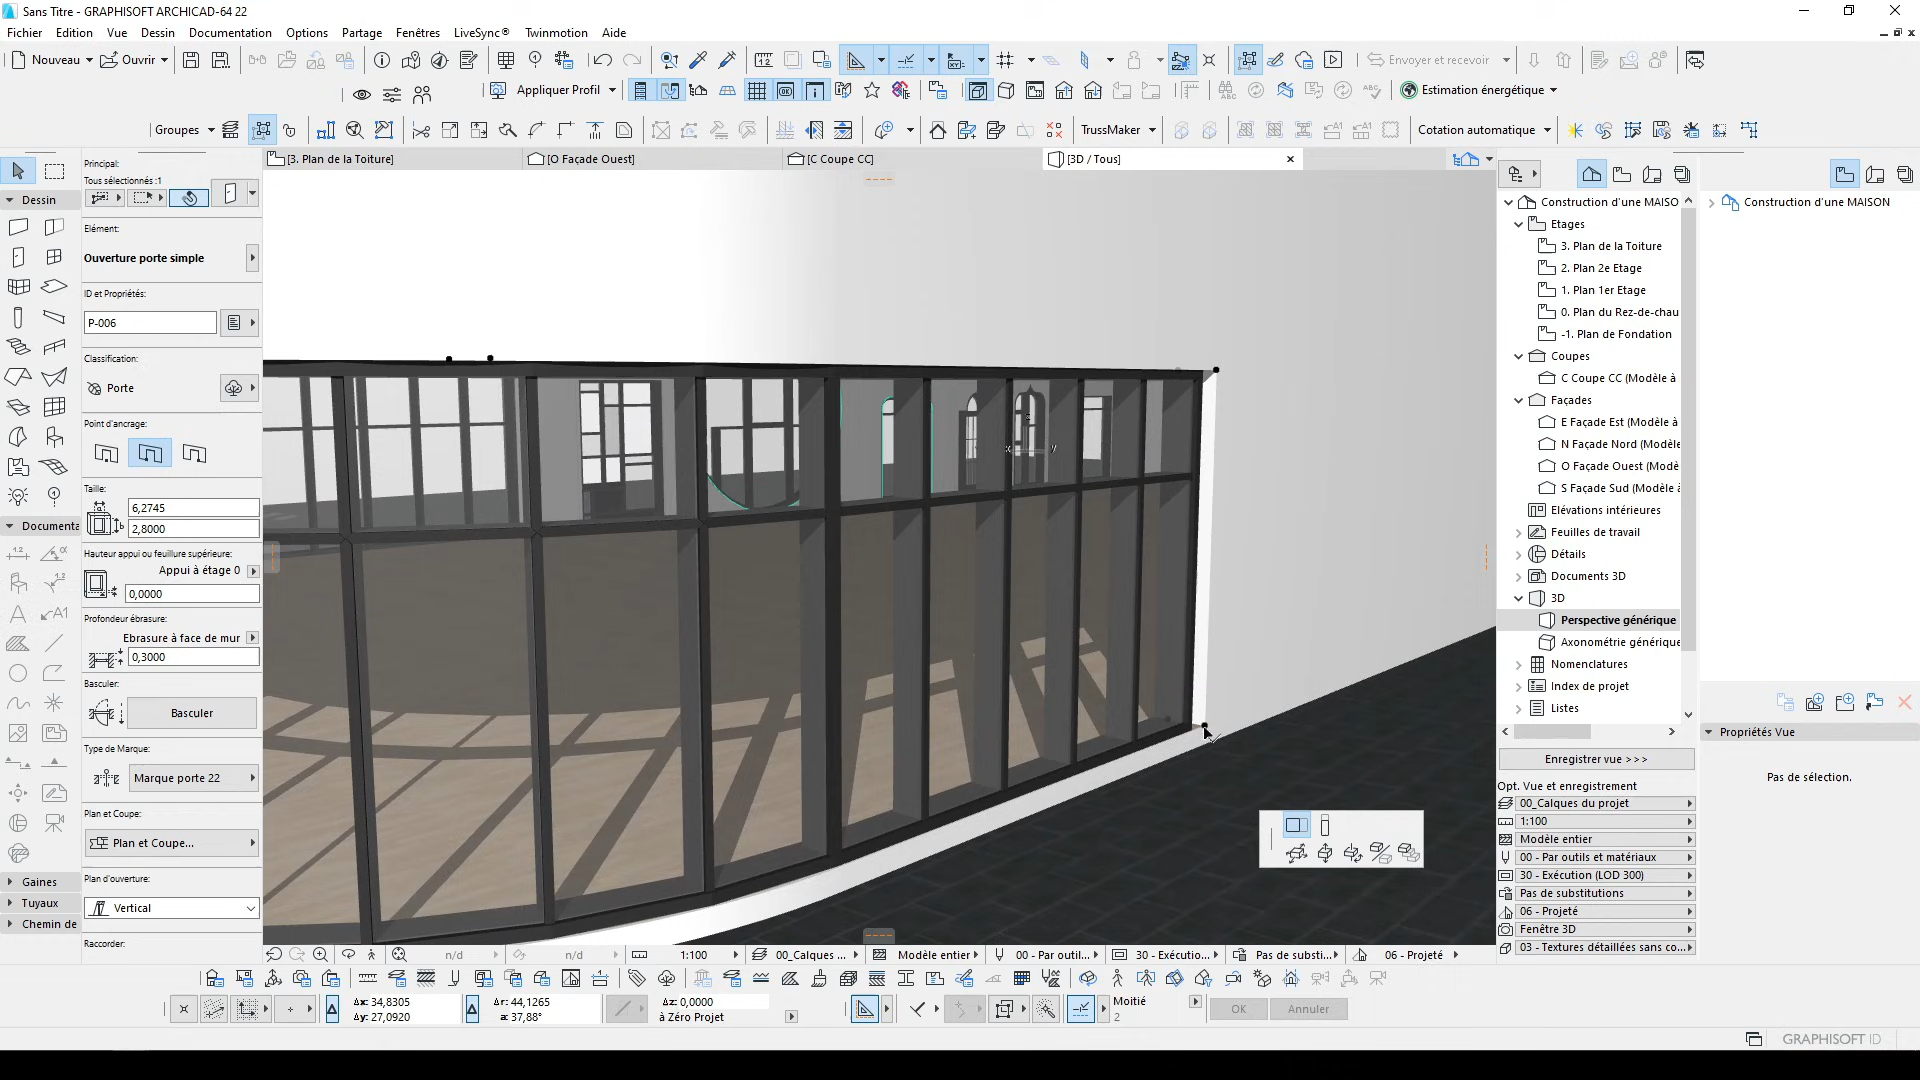 Sans Titre - GRAPHISOFT ARCHICAD-64 22
Fichier Edition Vue Dessin Documentation Options Partage Fenêtres LiveSync® Twinmotion Aide
Nouveau Ouvrir Envoyer et recevoir
Appliquer Profil Estimation énergétique
Groupes TrussMaker Cotation automatique
[3. Plan de la Toiture] [O Façade Ouest] [C Coupe CC] [3D / Tous]
Dessin
Documenta
Gaines
Tuyaux
Chemin de
Principal:
Tous sélectionnés :1
Elément:
Ouverture porte simple
ID et Propriétés:
P-006
Classification:
Porte
Point d'ancrage:
Taille:
6,2745
2,8000
Hauteur appui ou feuillure supérieure:
Appui à étage 0
0,0000
Profondeur ébrasure:
Ebrasure à face de mur
0,3000
Basculer:
Basculer
Type de Marque:
Marque porte 22
Plan et Coupe:
Plan et Coupe...
Plan d'ouverture:
Vertical
Raccorder:
Construction d'une MAISO
Etages
3. Plan de la Toiture
2. Plan 2e Etage
1. Plan 1er Etage
0. Plan du Rez-de-chau
-1. Plan de Fondation
Coupes
C Coupe CC (Modèle à
Façades
E Façade Est (Modèle à
N Façade Nord (Modèle
O Façade Ouest (Modè
S Façade Sud (Modèle à
Elévations intérieures
Feuilles de travail
Détails
Documents 3D
3D
Perspective générique
Axonométrie générique
Nomenclatures
Index de projet
Listes
Enregistrer vue >>>
Opt. Vue et enregistrement
00_Calques du projet
1:100
Modèle entier
00 - Par outils et matériaux
30 - Exécution (LOD 300)
Pas de substitutions
06 - Projeté
Fenêtre 3D
03 - Textures détaillées sans co...
Construction d'une MAISON
Propriétés Vue
Pas de sélection.
n/d n/d 1:100 00_Calques ... Modèle entier 00 - Par outil... 30 - Exécutio... Pas de substi... 06 - Projeté
Δx: 34,8305
Δy: 27,0920
Δr: 44,1265
a: 37,88°
Δz: 0,0000
à Zéro Projet
Moitié
2
OK Annuler
GRAPHISOFT ID